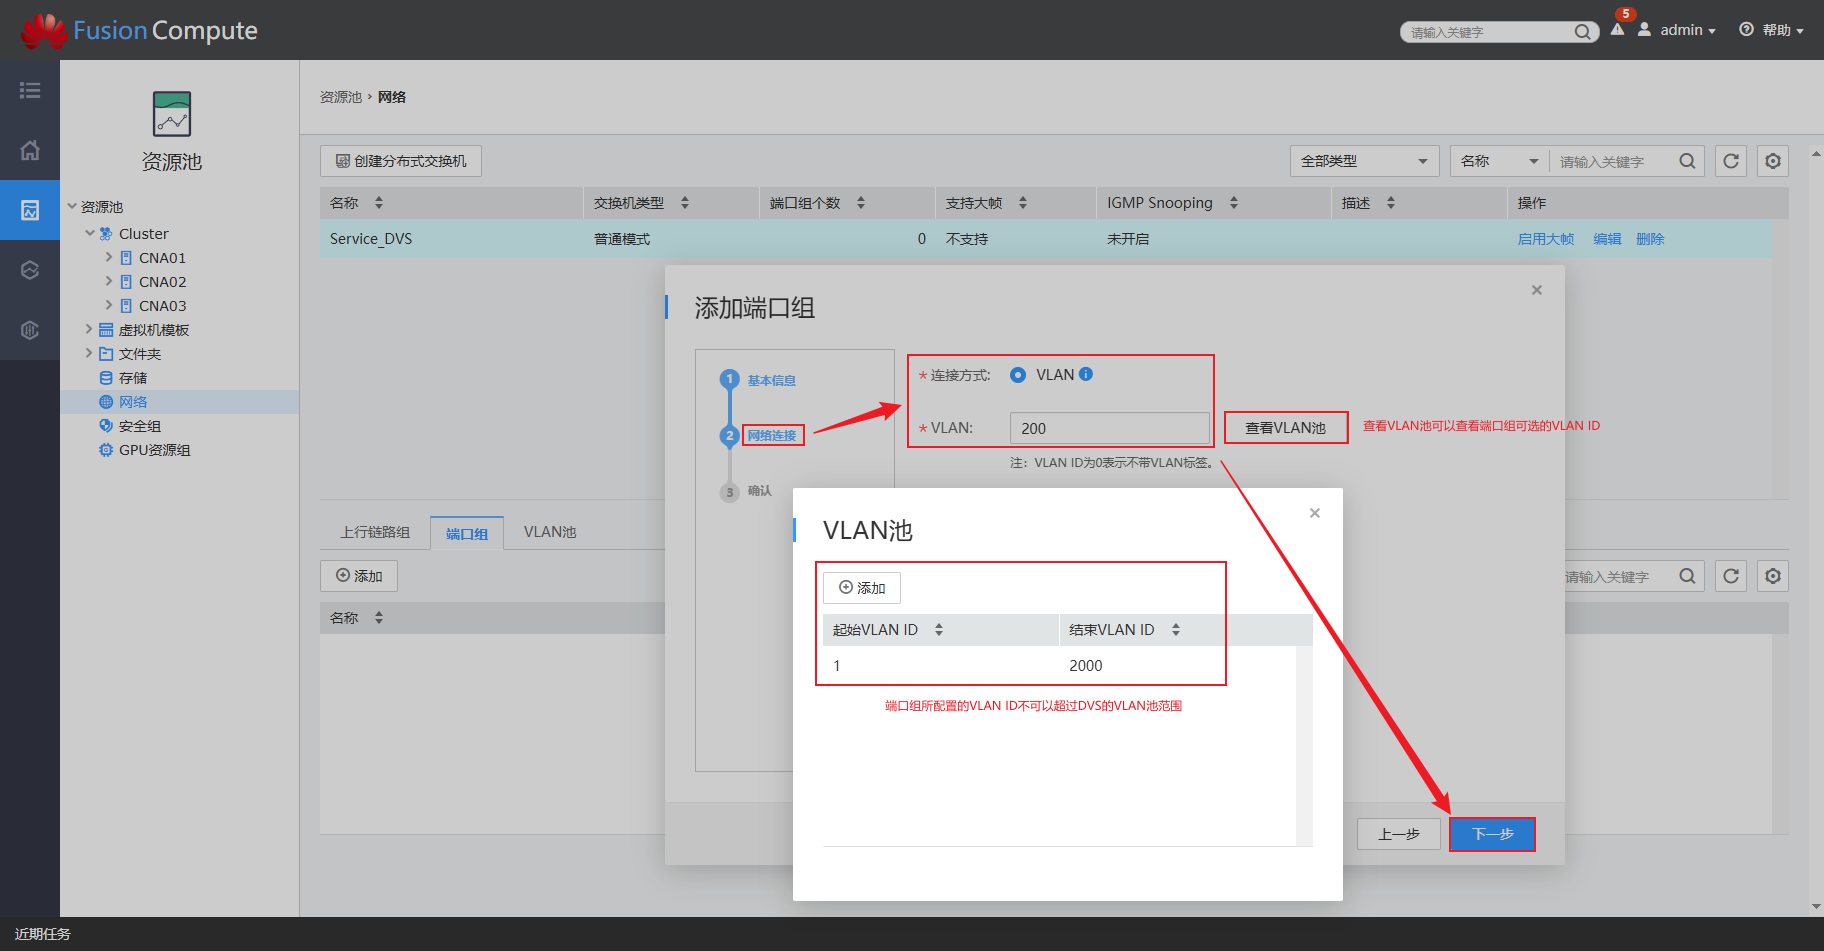 Fusion Compute
请输入关键字
5
admin
帮助
资源池
资源池 › 网络
创建分布式交换机
全部类型
名称
请输入关键字
资源池
Cluster
CNA01
CNA02
CNA03
虚拟机模板
文件夹
存储
网络
安全组
GPU资源组
名称 交换机类型 端口组个数 支持大帧 IGMP Snooping 描述 操作
Service_DVS 普通模式 0 不支持 未开启 启用大帧 编辑 删除
添加端口组
×
1 基本信息
2 网络连接
3 确认
* 连接方式: VLAN
* VLAN: 200 查看VLAN池
查看VLAN池可以查看端口组可选的VLAN ID
注：VLAN ID为0表示不带VLAN标签。
上行链路组 端口组 VLAN池
添加
请输入关键字
名称
VLAN池
×
添加
起始VLAN ID 结束VLAN ID
1 2000
端口组所配置的VLAN ID不可以超过DVS的VLAN池范围
上一步 下一步
近期任务